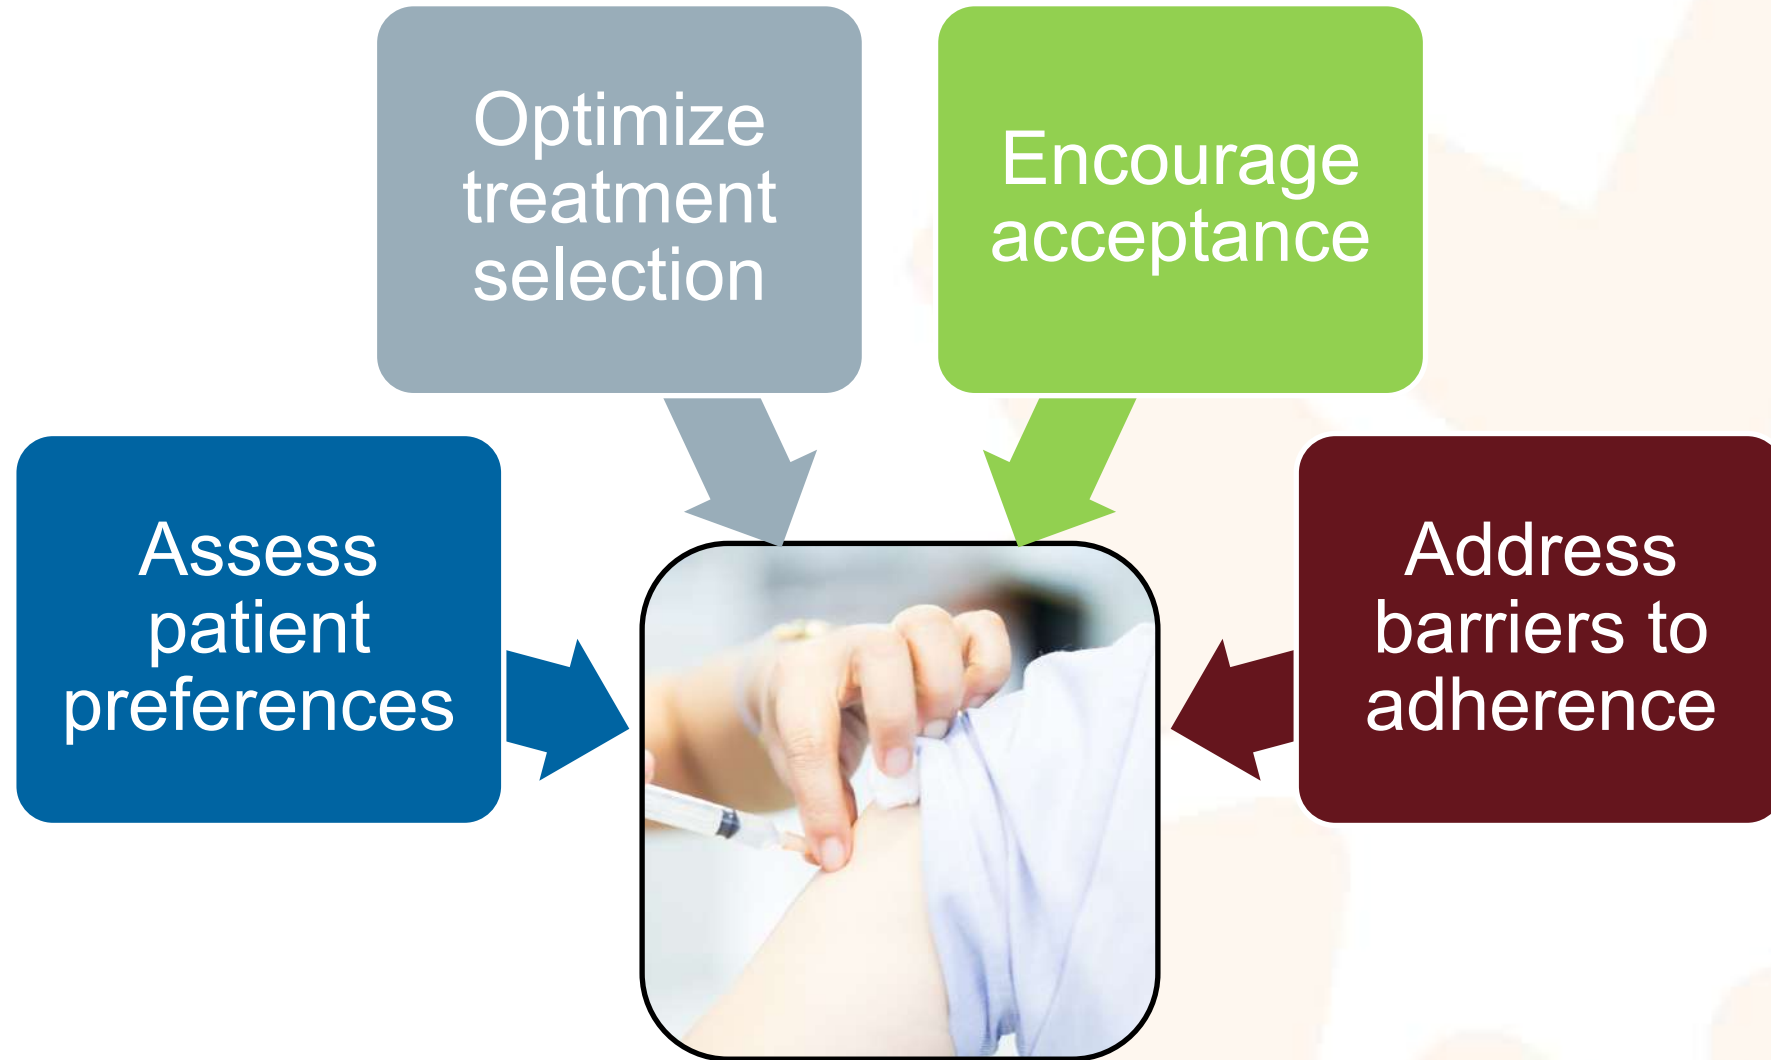 Optimize
treatment
selection
Encourage
acceptance
Assess
patient
preferences
Address
barriers to
adherence